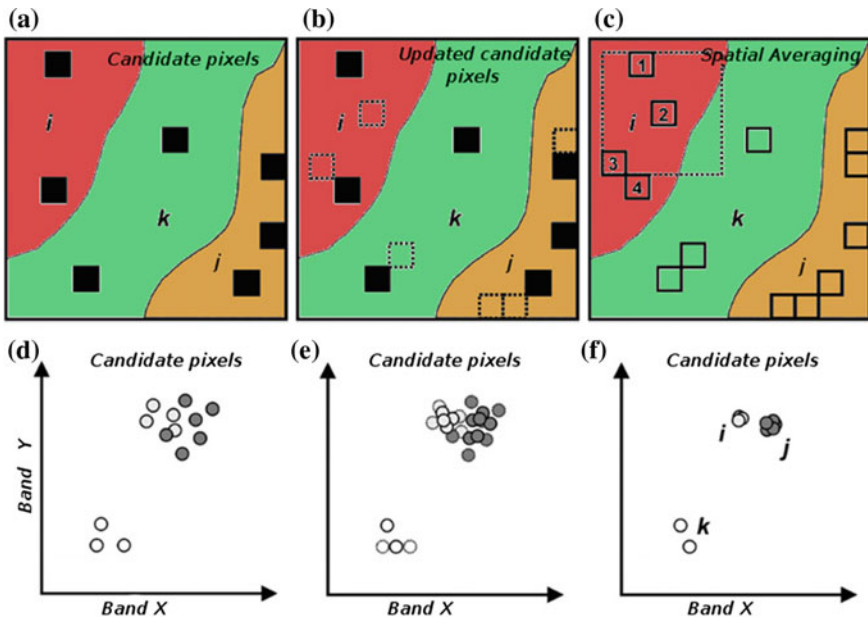 (a)
(b)
(c)
Candidate pixels
Updated candidate
pixels
Spatial Averaging
i
k
j
i
k
j
1
i
2
3
4
k
j
(d)
(e)
(f)
Candidate pixels
Candidate pixels
Candidate pixels
Band Y
i
j
k
Band X
Band X
Band X